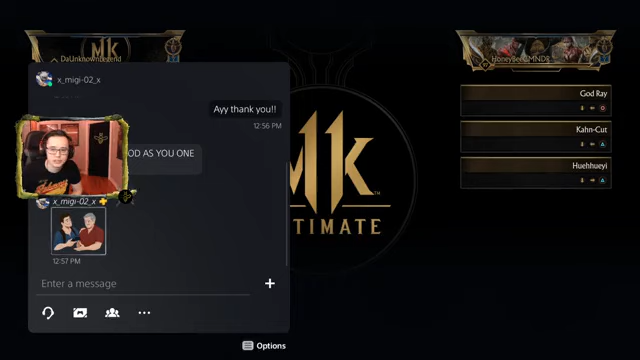 DaUnknownLegend
x_migi-02_x
Ayy thank you!!
12:56 PM
OD AS YOU ONE
x_migi-02_x
12:57 PM
Enter a message
Options
TIMATE
God Ray
Kahn-Cut
Huehhueyi